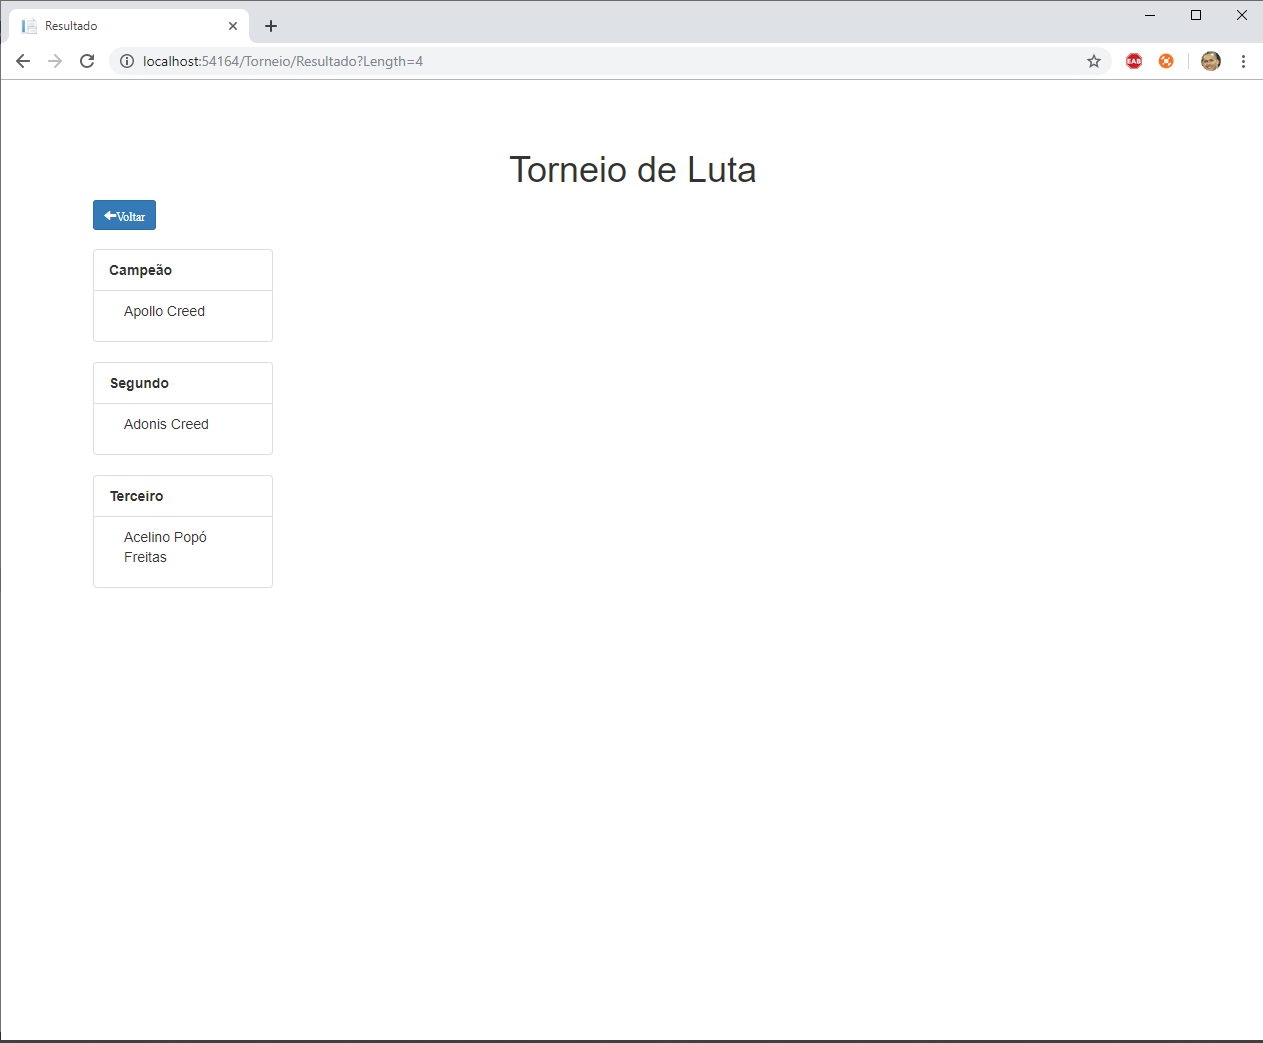 Resultado
localhost:54164/Torneio/Resultado?Length=4
EAB
Torneio de Luta
Voltar
Campeão
Apollo Creed
Segundo
Adonis Creed
Terceiro
Acelino Popó
Freitas